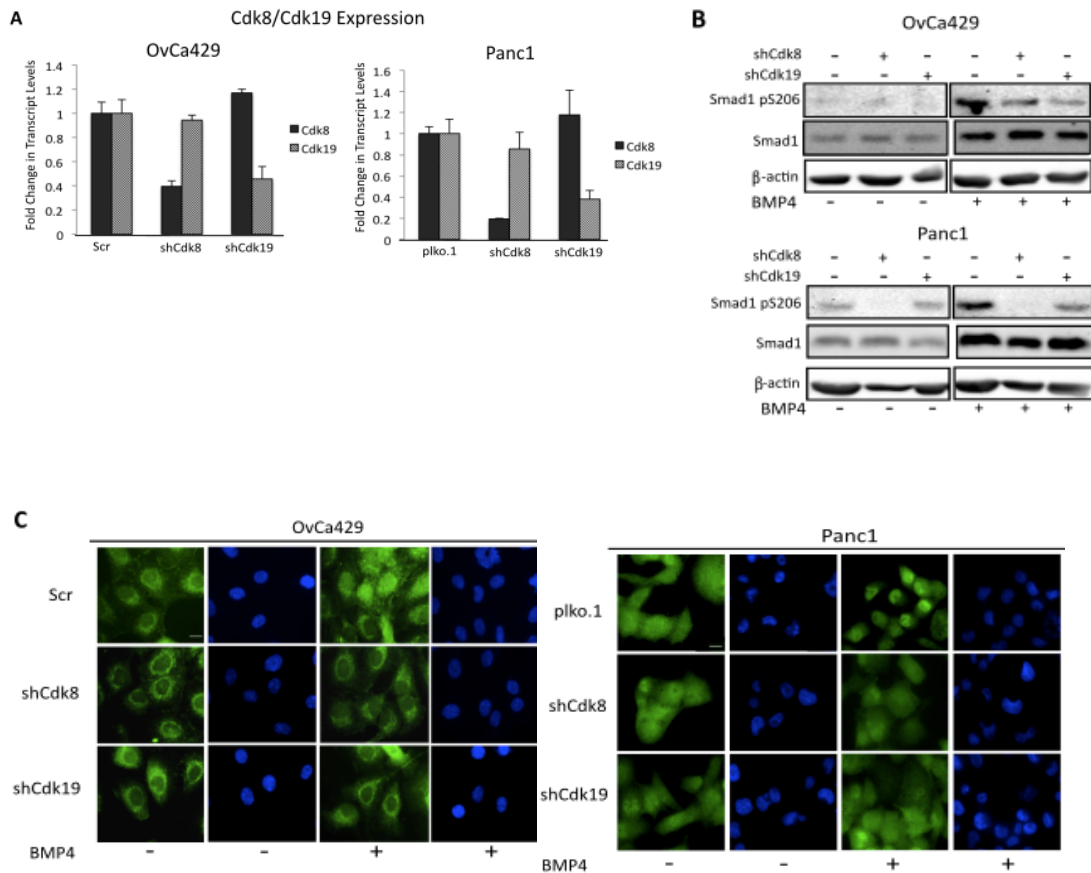 A
Cdk8/Cdk19 Expression
OvCa429
Fold Change in Transcript Levels
1.4
1.2
1
0.8
0.6
0.4
0.2
0
Scr shCdk8 shCdk19
Cdk8
Cdk19
Panc1
Fold Change in Transcript Levels
1.6
1.4
1.2
1
0.8
0.6
0.4
0.2
0
plko.1 shCdk8 shCdk19
Cdk8
Cdk19
B
OvCa429
shCdk8 - + - - + -
shCdk19 - - + - - +
Smad1 pS206
Smad1
β-actin
BMP4 - - - + + +
Panc1
shCdk8 - + - - + -
shCdk19 - - + - - +
Smad1 pS206
Smad1
β-actin
BMP4 - - - + + +
C
OvCa429
Scr
shCdk8
shCdk19
BMP4 - - + +
Panc1
plko.1
shCdk8
shCdk19
BMP4 - - + +